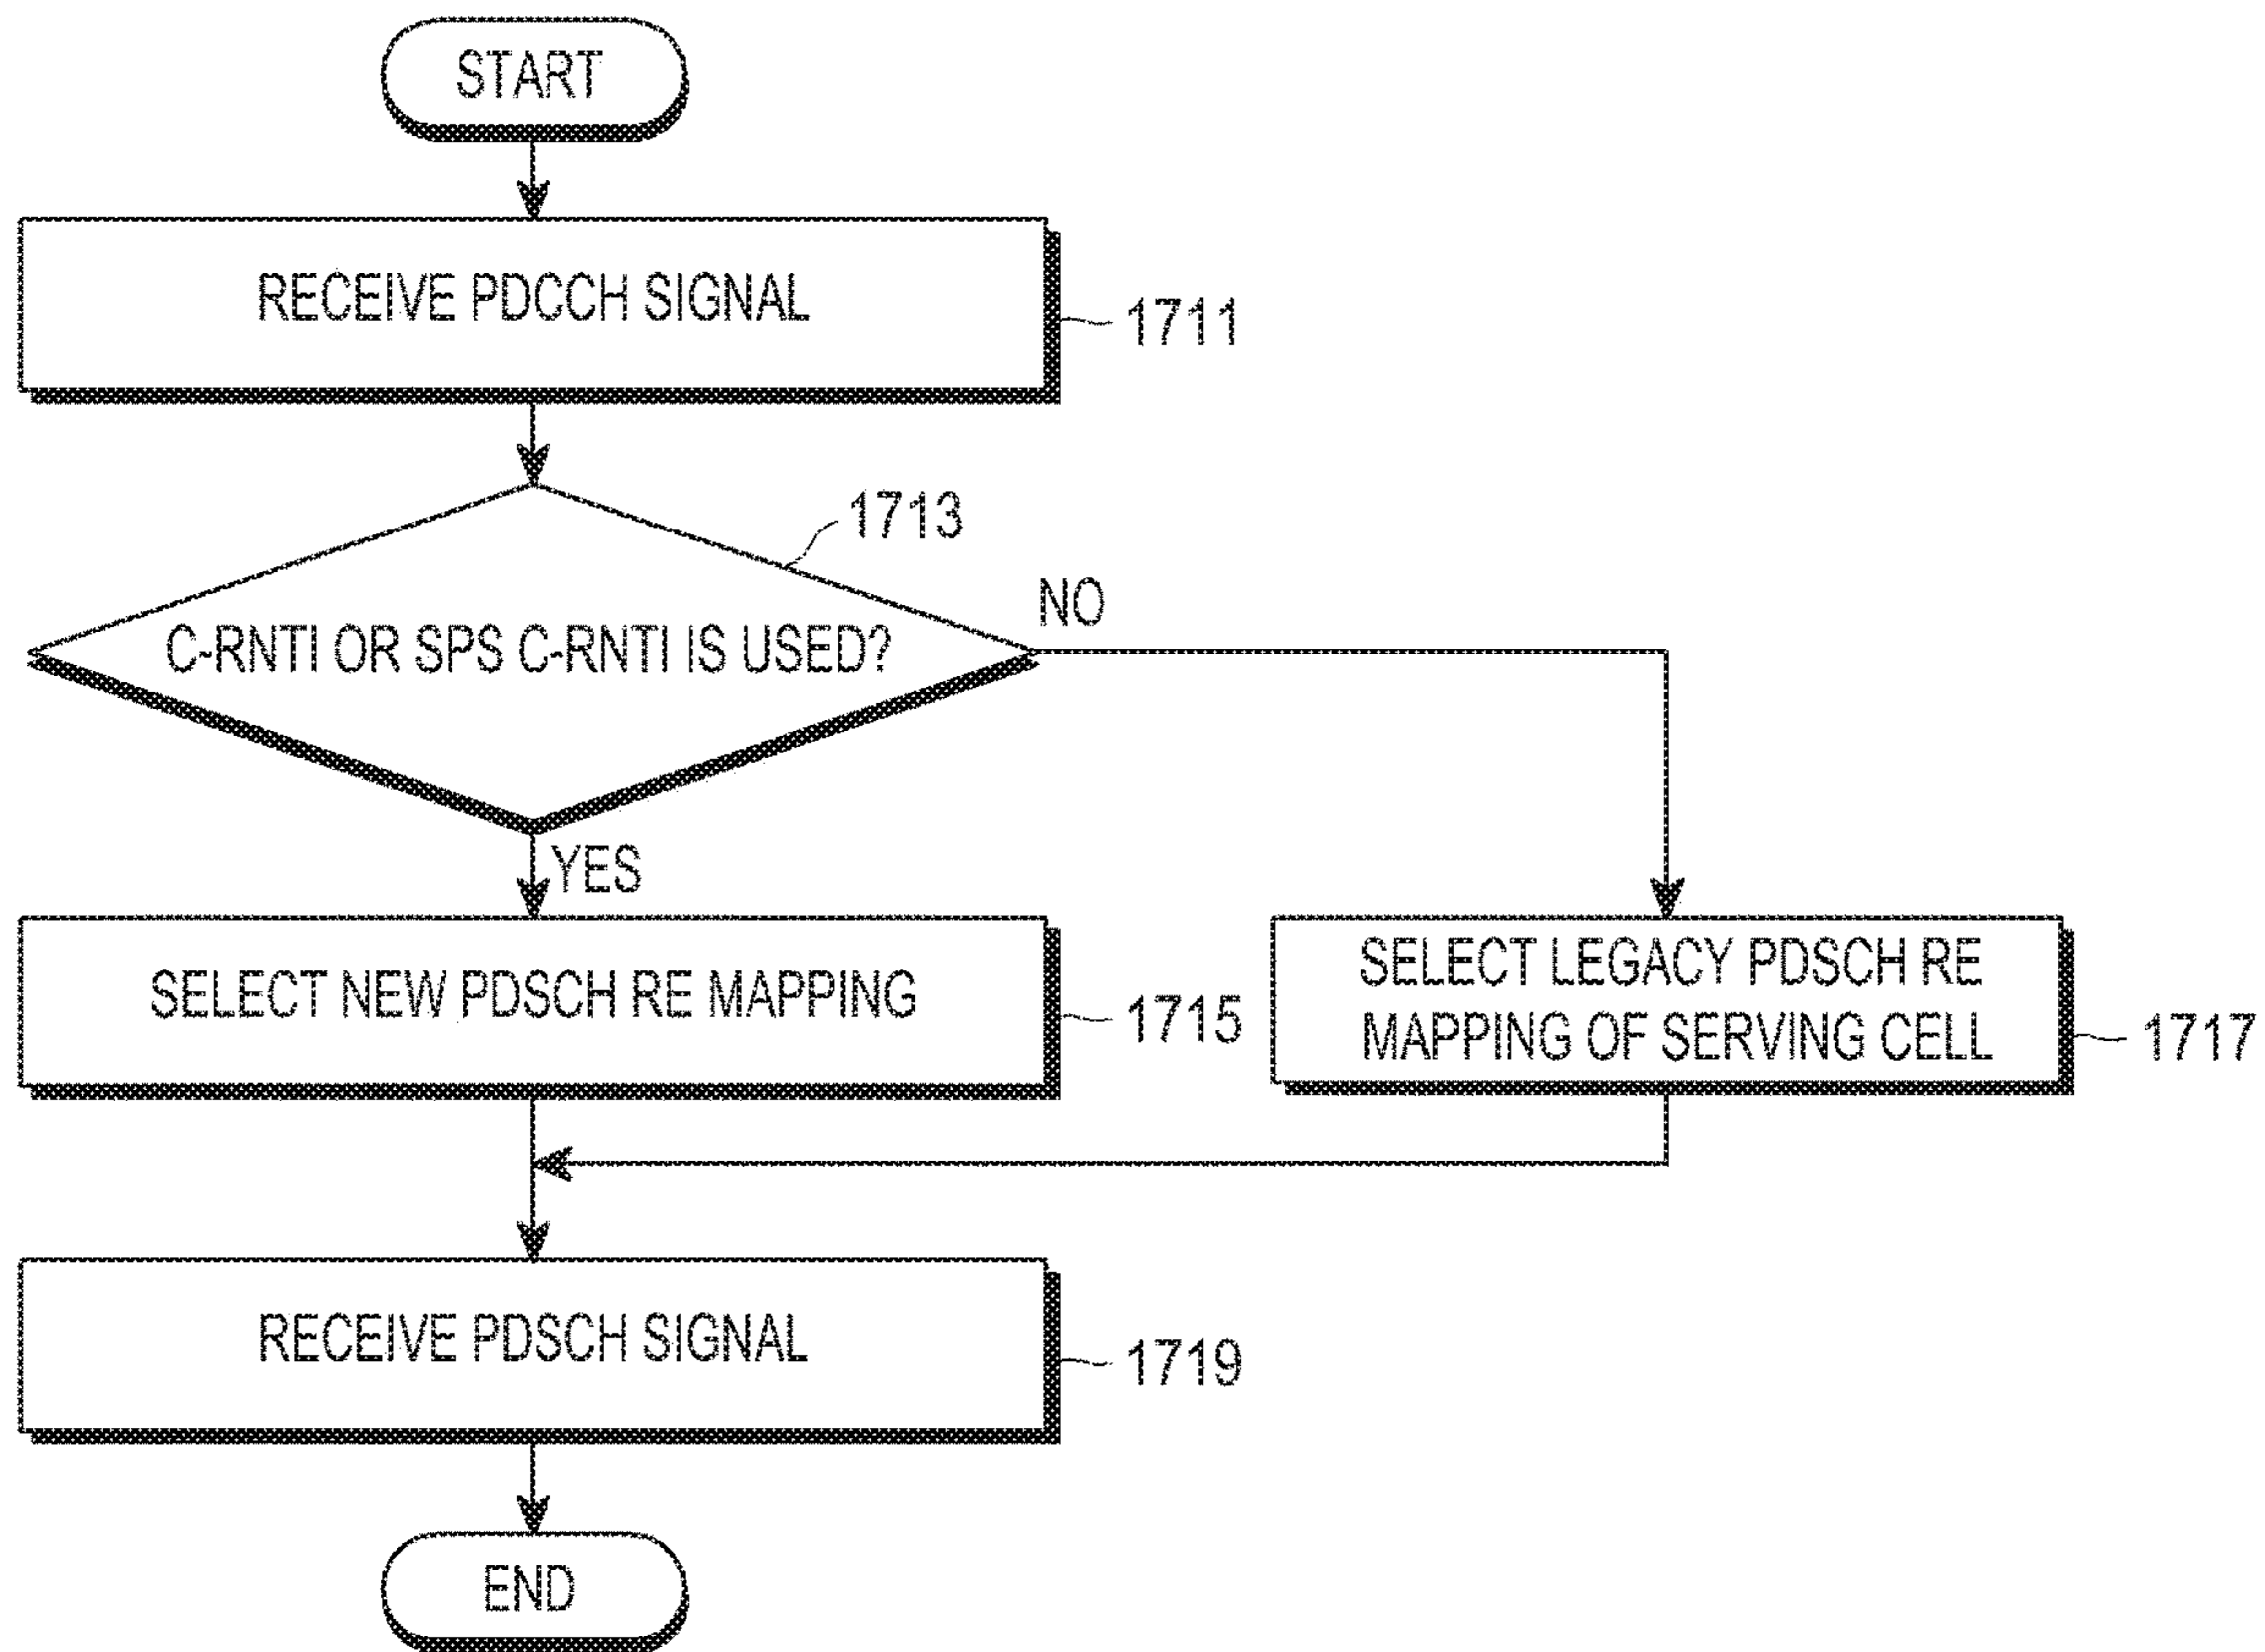 START
RECEIVE PDCCH SIGNAL
1711
1713
C-RNTI OR SPS C-RNTI IS USED?
NO
YES
SELECT NEW PDSCH RE MAPPING
1715
SELECT LEGACY PDSCH RE
MAPPING OF SERVING CELL
1717
RECEIVE PDSCH SIGNAL
1719
END